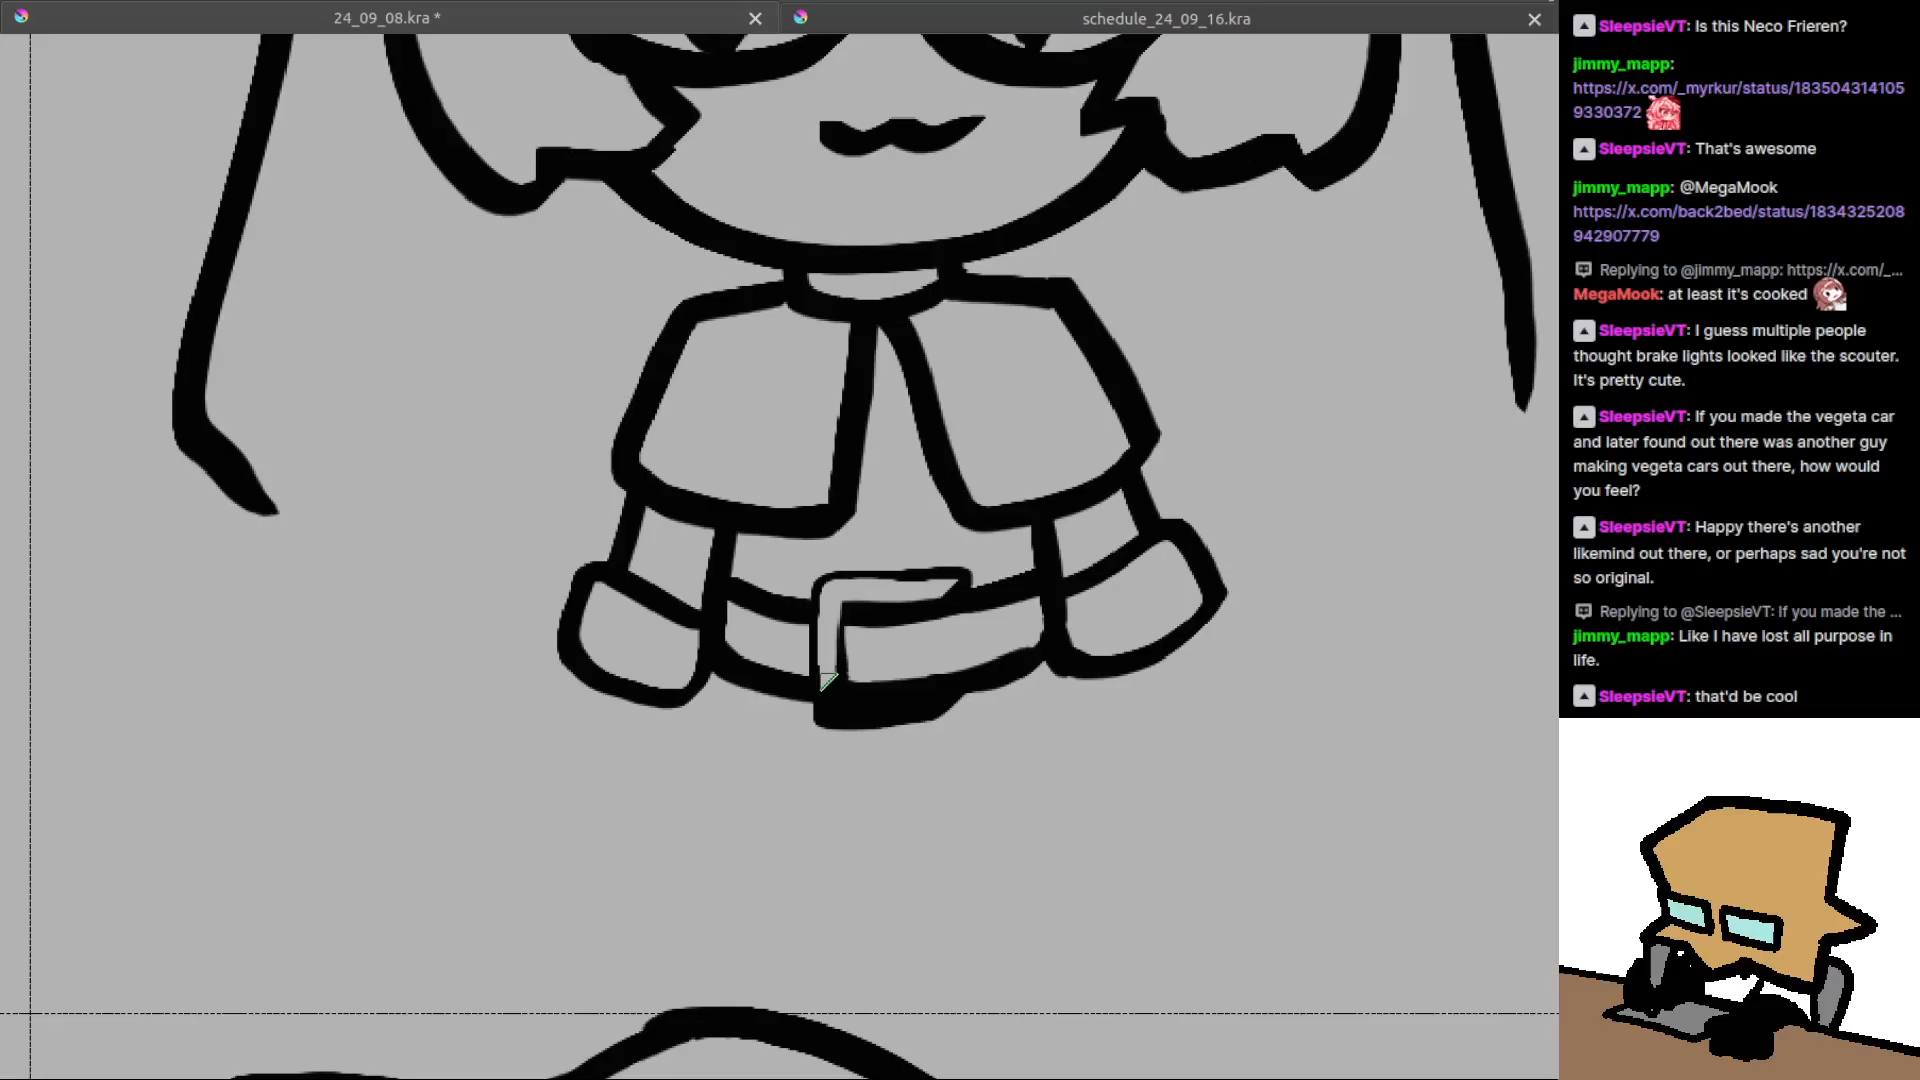 24_09_08.kra *
schedule_24_09_16.kra
SleepsieVT: Is this Neco Frieren?
jimmy_mapp:
https://x.com/_myrkur/status/183504314105
9330372
SleepsieVT: That's awesome
jimmy_mapp: @MegaMook
https://x.com/back2bed/status/1834325208
942907779
Replying to @jimmy_mapp: https://x.com/_...
MegaMook: at least it's cooked
SleepsieVT: I guess multiple people
thought brake lights looked like the scouter.
It's pretty cute.
SleepsieVT: If you made the vegeta car
and later found out there was another guy
making vegeta cars out there, how would
you feel?
SleepsieVT: Happy there's another
likemind out there, or perhaps sad you're not
so original.
Replying to @SleepsieVT: If you made the ...
jimmy_mapp: Like I have lost all purpose in
life.
SleepsieVT: that'd be cool